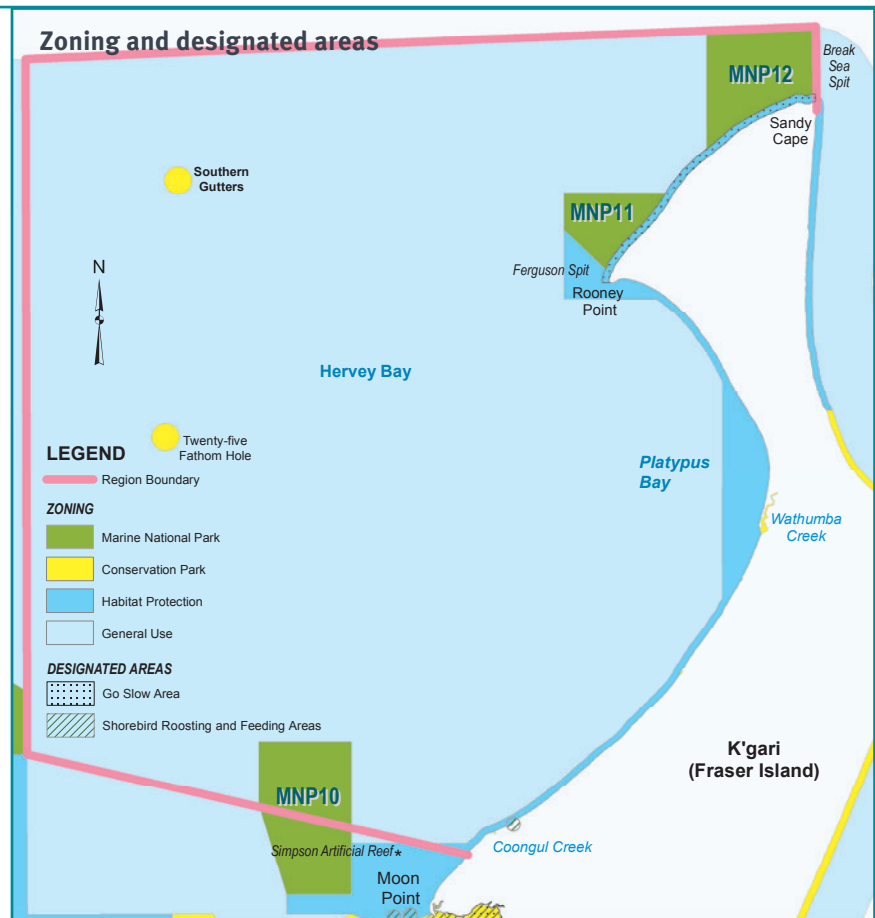 Zoning and designated areas
MNP12
Break
Sea
Spit
Sandy
Cape
Southern
Gutters
MNP11
Ferguson Spit
Rooney
Point
N
Hervey Bay
Twenty-five
Fathom Hole
LEGEND
Region Boundary
ZONING
Marine National Park
Conservation Park
Habitat Protection
General Use
DESIGNATED AREAS
Go Slow Area
Shorebird Roosting and Feeding Areas
Platypus
Bay
Wathumba
Creek
K'gari
(Fraser Island)
MNP10
Simpson Artificial Reef*
Coongul Creek
Moon
Point